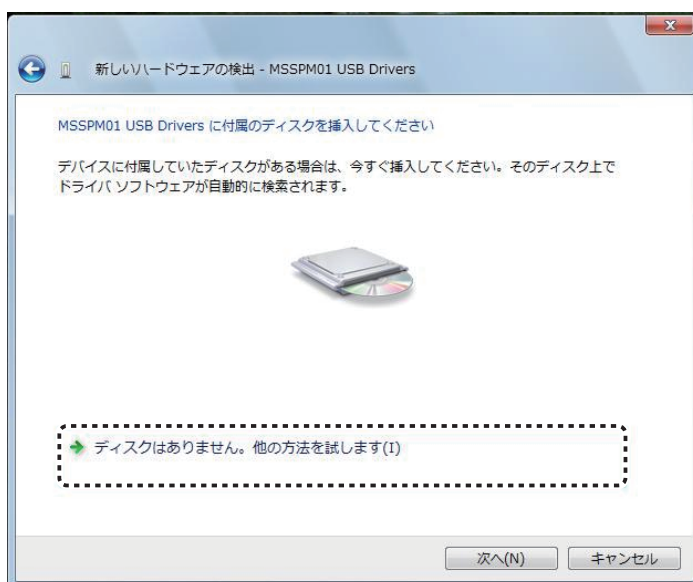 新しいハードウェアの検出 - MSSPM01 USB Drivers
MSSPM01 USB Drivers に付属のディスクを挿入してください
デバイスに付属していたディスクがある場合は、今すぐ挿入してください。そのディスク上で
ドライバ ソフトウェアが自動的に検索されます。
ディスクはありません。他の方法を試します(I)
次へ(N)
キャンセル